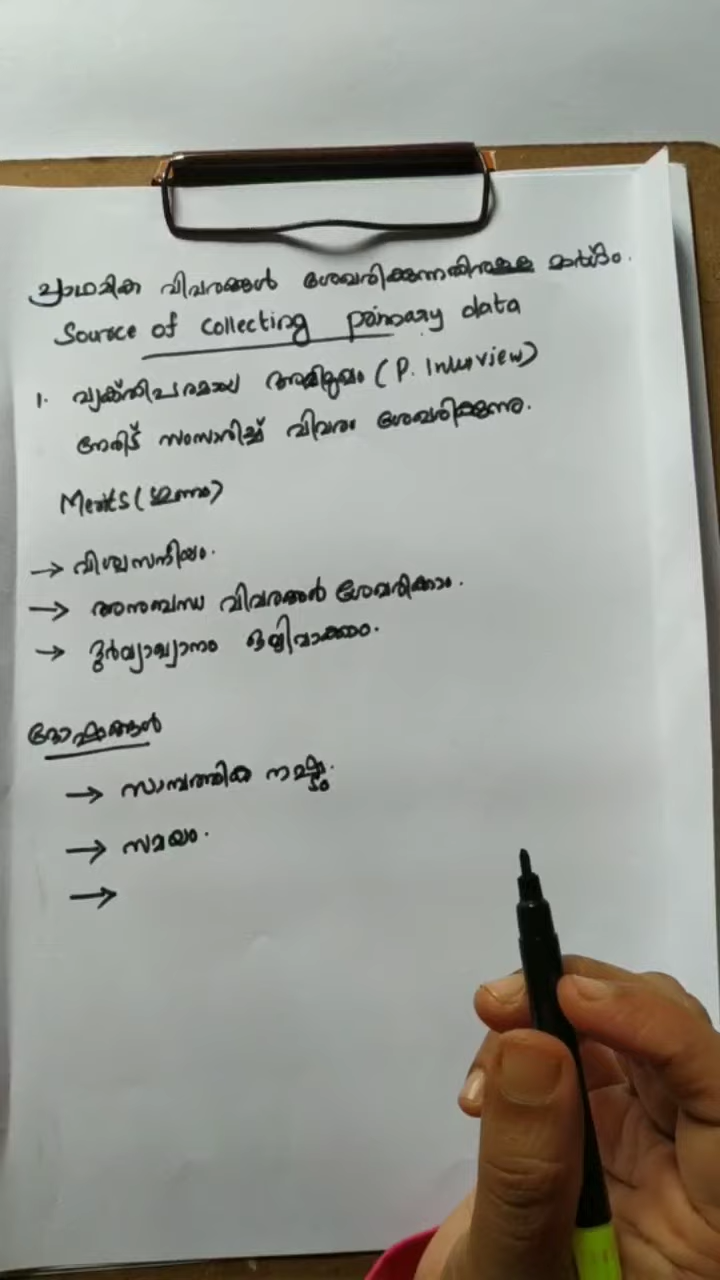 പ്രാഥമിക വിവരങ്ങൾ ശേഖരിക്കുന്നതിനുള്ള മാർഗ്ഗം.
Source of collecting primary data
1. വ്യക്തിപരമായ അഭിമുഖം (P. Interview)
നേരിട്ട് സംസാരിച്ച് വിവരം ശേഖരിക്കുന്നു.
Merits (ഗുണം)
→ വിശ്വസനീയം.
→ അനുബന്ധ വിവരങ്ങൾ ശേഖരിക്കാം.
→ ദുർവ്യാഖ്യാനം ഒഴിവാക്കാം.
ദോഷങ്ങൾ
→ സാമ്പത്തിക നഷ്ടം.
→ സമയം.
→